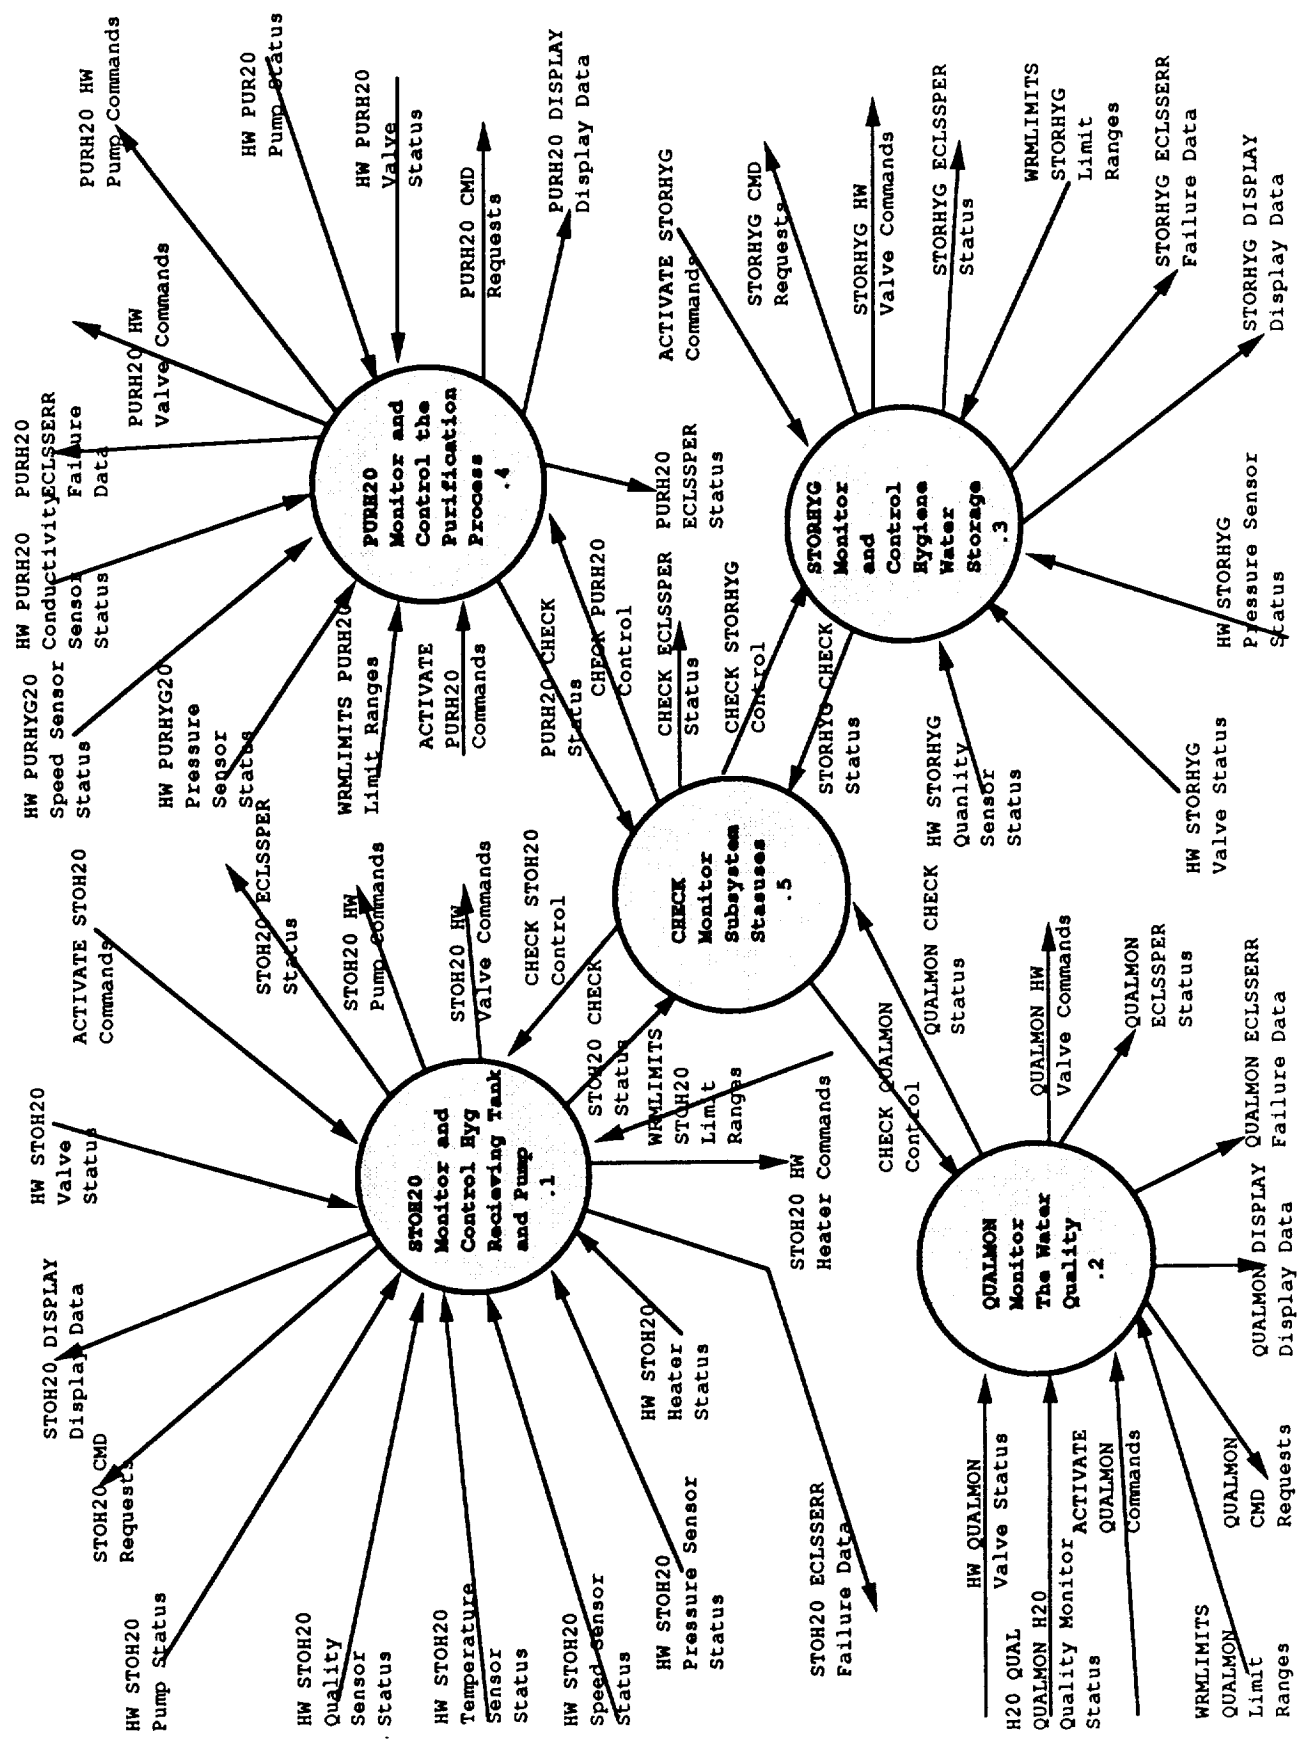 HW STOH20
Pump Status
STOH20 CMD
Requests
STOH20 DISPLAY
Display Data
HW STOH20
Valve
Status
ACTIVATE STOH20
Commands
HW STOH20
Quality
Sensor
Status
HW STOH20
Temperature
Sensor
Status
HW STOH20
Speed Sensor
Status
HW STOH20
Pressure Sensor
Status
HW STOH20
Heater
Status
STOH20 ECLSSERR
Failure Data
STOH20 HW
Heater Commands
STOH20
Monitor and
Control Hyg
Recieving Tank
and Pump
.1
STOH20 ECLSSPER
Status
STOH20 HW
Pump Commands
STOH20 HW
Valve Commands
CHECK STOH20
Control
STOH20 CHECK
Status
WRMLIMITS
STOH20
Limit
Ranges
HW PURHYG20
Speed Sensor
Status
HW PURH20
Conductivity
Sensor
Status
PURH20
ECLSSERR
Failure
Data
PURH20 HW
Valve Commands
PURH20 HW
Pump Commands
HW PUR20
Pump Status
HW PURH20
Valve
Status
PURH20 CMD
Requests
PURH20 DISPLAY
Display Data
HW PURHYG20
Pressure
Sensor
Status
WRMLIMITS PURH20
Limit Ranges
ACTIVATE
PURH20
Commands
PURH20
Monitor and
Control the
Purification
Process
.4
PURH20
ECLSSPER
Status
PURH20 CHECK
Status
CHECK PURH20
Control
CHECK ECLSSPER
Status
CHECK STORHYG
Control
STORHYG CHECK
Status
CHECK
Monitor
Subsystem
Stasuses
.5
CHECK QUALMON
Control
QUALMON CHECK
Status
ACTIVATE STORHYG
Commands
STORHYG CMD
Requests
STORHYG HW
Valve Commands
STORHYG ECLSSPER
Status
WRMLIMITS
STORHYG
Limit
Ranges
STORHYG ECLSSERR
Failure Data
STORHYG DISPLAY
Display Data
STORHYG
Monitor
and
Control
Hygiene
Water
Storage
.3
HW STORHYG
Quanlity
Sensor
Status
HW STORHYG
Valve Status
HW STORHYG
Pressure Sensor
Status
HW QUALMON
Valve Status
H2O QUAL
QUALMON H20
Quality Monitor
Status
ACTIVATE
QUALMON
Commands
WRMLIMITS
QUALMON
Limit
Ranges
QUALMON
CMD
Requests
QUALMON
Monitor
The Water
Quality
.2
QUALMON HW
Valve Commands
QUALMON
ECLSSPER
Status
QUALMON ECLSSERR
Failure Data
QUALMON DISPLAY
Display Data